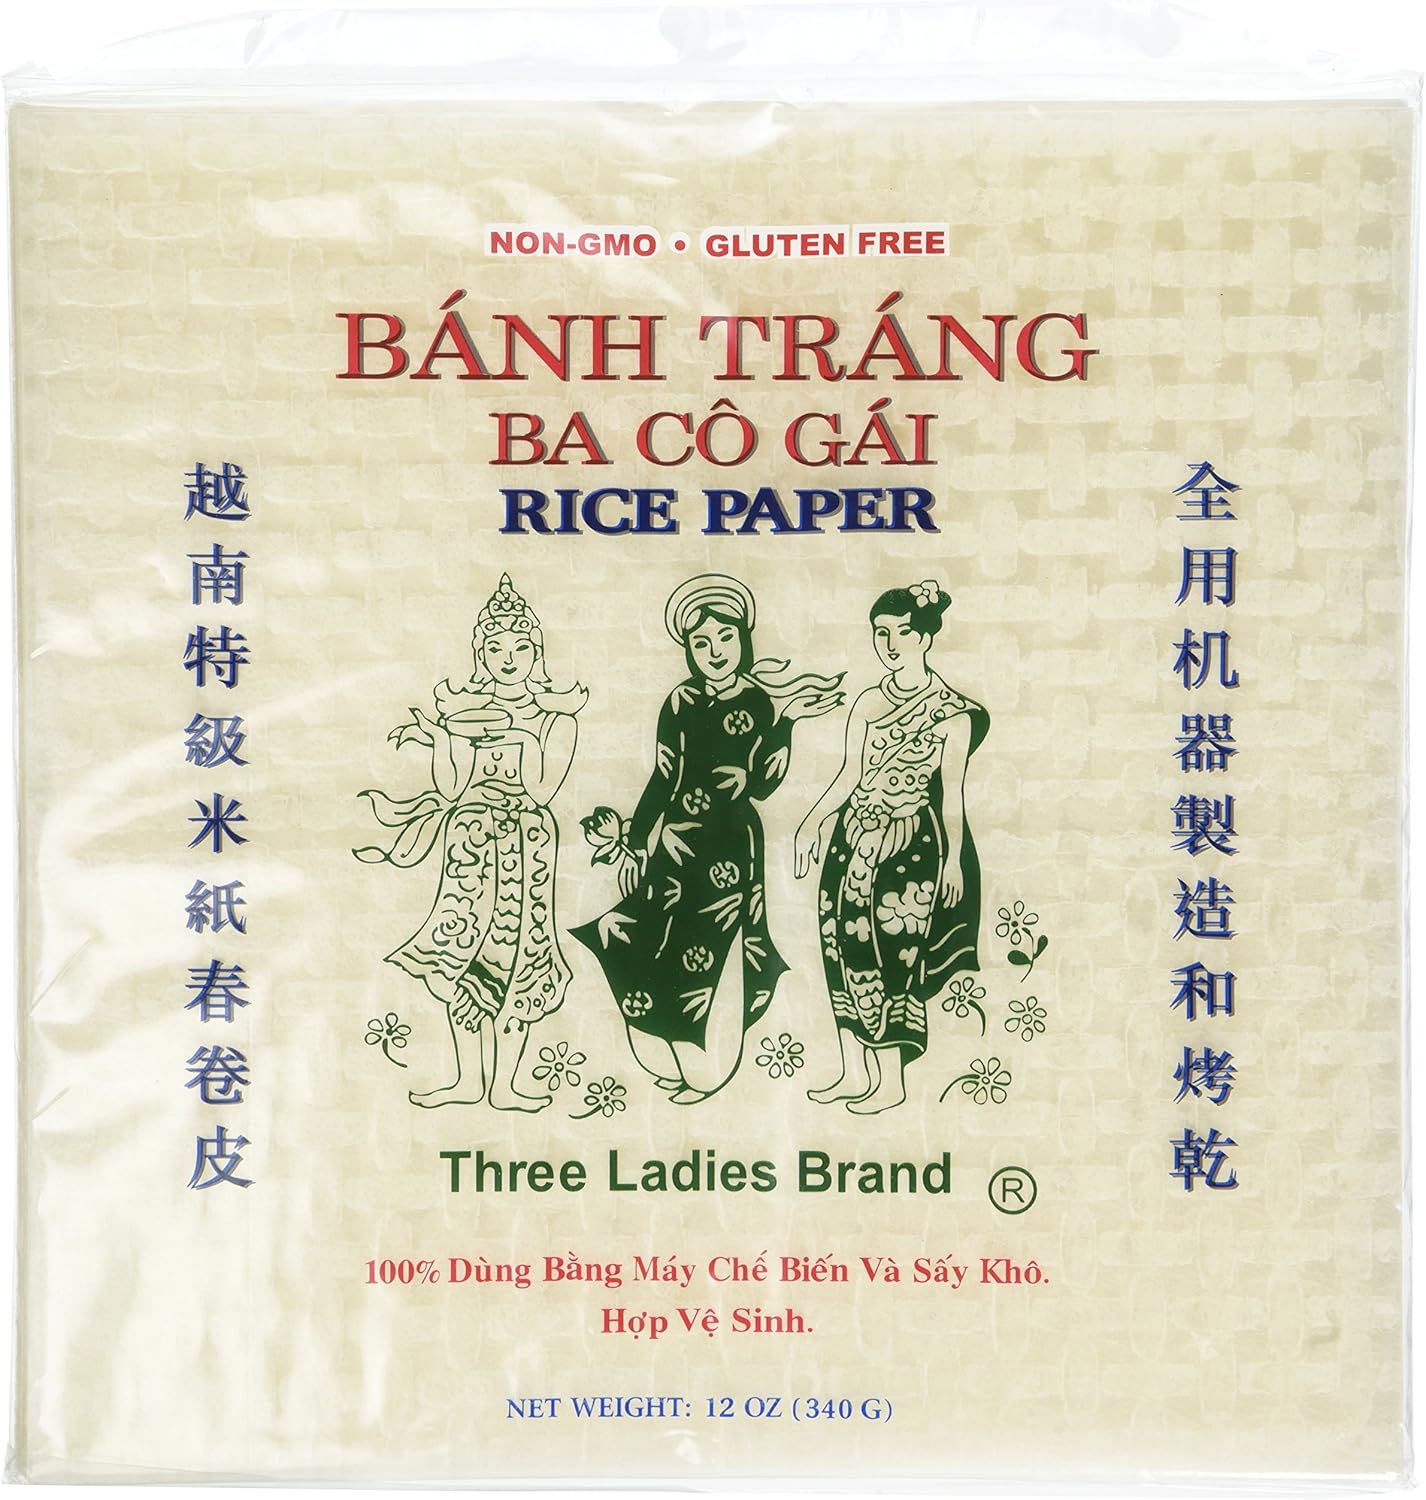 NON-GMO • GLUTEN FREE
BÁNH TRÁNG
BA CÔ GÁI
RICE PAPER
越南特級米紙春卷皮
全用机器製造和烤乾
Three Ladies Brand ®
100% Dùng Bằng Máy Chế Biến Và Sấy Khô.
Hợp Vệ Sinh.
NET WEIGHT: 12 OZ (340 G)